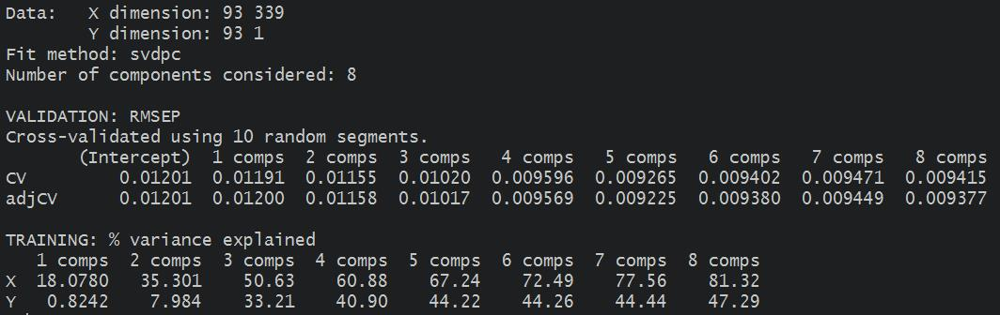 Data:   X dimension: 93 339
        Y dimension: 93 1
Fit method: svdpc
Number of components considered: 8

VALIDATION: RMSEP
Cross-validated using 10 random segments.
       (Intercept)  1 comps  2 comps  3 comps   4 comps   5 comps   6 comps   7 comps   8 comps
CV         0.01201  0.01191  0.01155  0.01020  0.009596  0.009265  0.009402  0.009471  0.009415
adjCV      0.01201  0.01200  0.01158  0.01017  0.009569  0.009225  0.009380  0.009449  0.009377

TRAINING: % variance explained
   1 comps  2 comps  3 comps  4 comps  5 comps  6 comps  7 comps  8 comps
X  18.0780   35.301    50.63    60.88    67.24    72.49    77.56    81.32
Y   0.8242    7.984    33.21    40.90    44.22    44.26    44.44    47.29